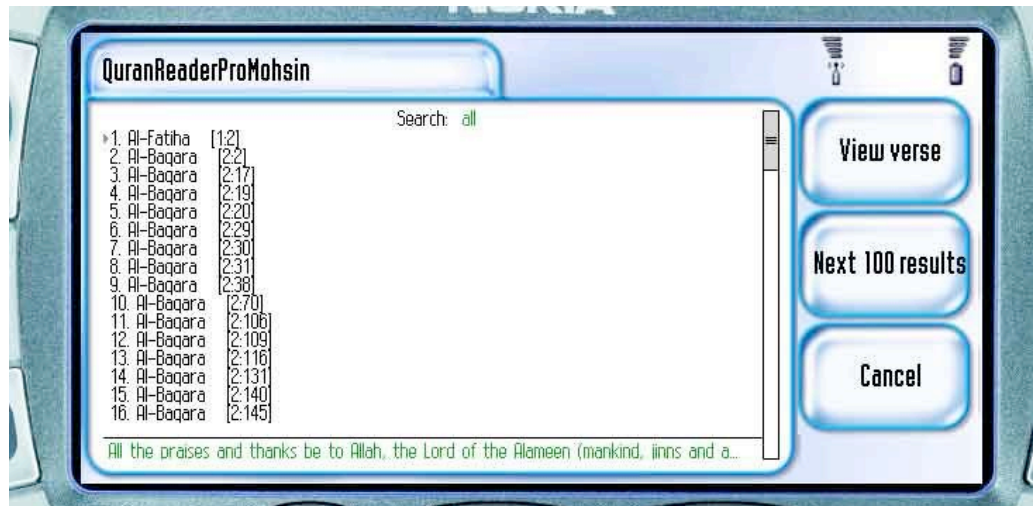 NOKIA
QuranReaderProMohsin
Search: all
1. Al-Fatiha [1:2]
2. Al-Baqara [2:2]
3. Al-Baqara [2:17]
4. Al-Baqara [2:19]
5. Al-Baqara [2:20]
6. Al-Baqara [2:29]
7. Al-Baqara [2:30]
8. Al-Baqara [2:31]
9. Al-Baqara [2:38]
10. Al-Baqara [2:70]
11. Al-Baqara [2:106]
12. Al-Baqara [2:109]
13. Al-Baqara [2:116]
14. Al-Baqara [2:131]
15. Al-Baqara [2:140]
16. Al-Baqara [2:145]
All the praises and thanks be to Allah, the Lord of the Alameen (mankind, jinns and a...
View verse
Next 100 results
Cancel